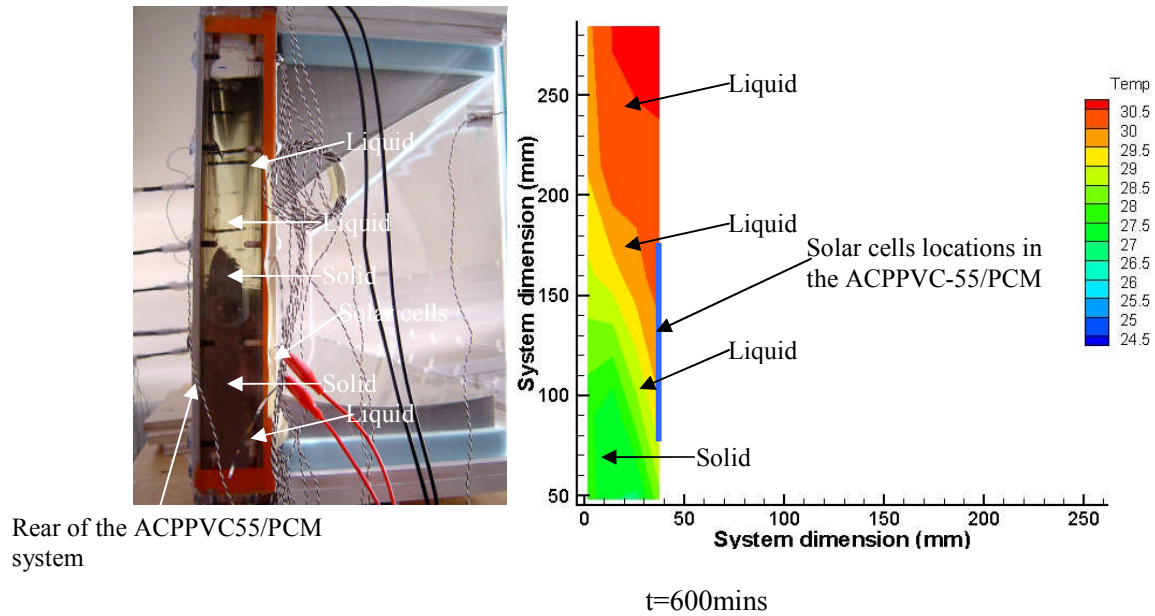 Liquid
Liquid
Solid
Solar cells
Solid
Liquid
Rear of the ACPPVC55/PCM
system
System dimension (mm)
250
200
150
100
50
0
50
100
150
200
250
System dimension (mm)
Liquid
Liquid
Solar cells locations in
the ACPPVC-55/PCM
Liquid
Solid
Temp
30.5
30
29.5
29
28.5
28
27.5
27
26.5
26
25.5
25
24.5
t=600mins